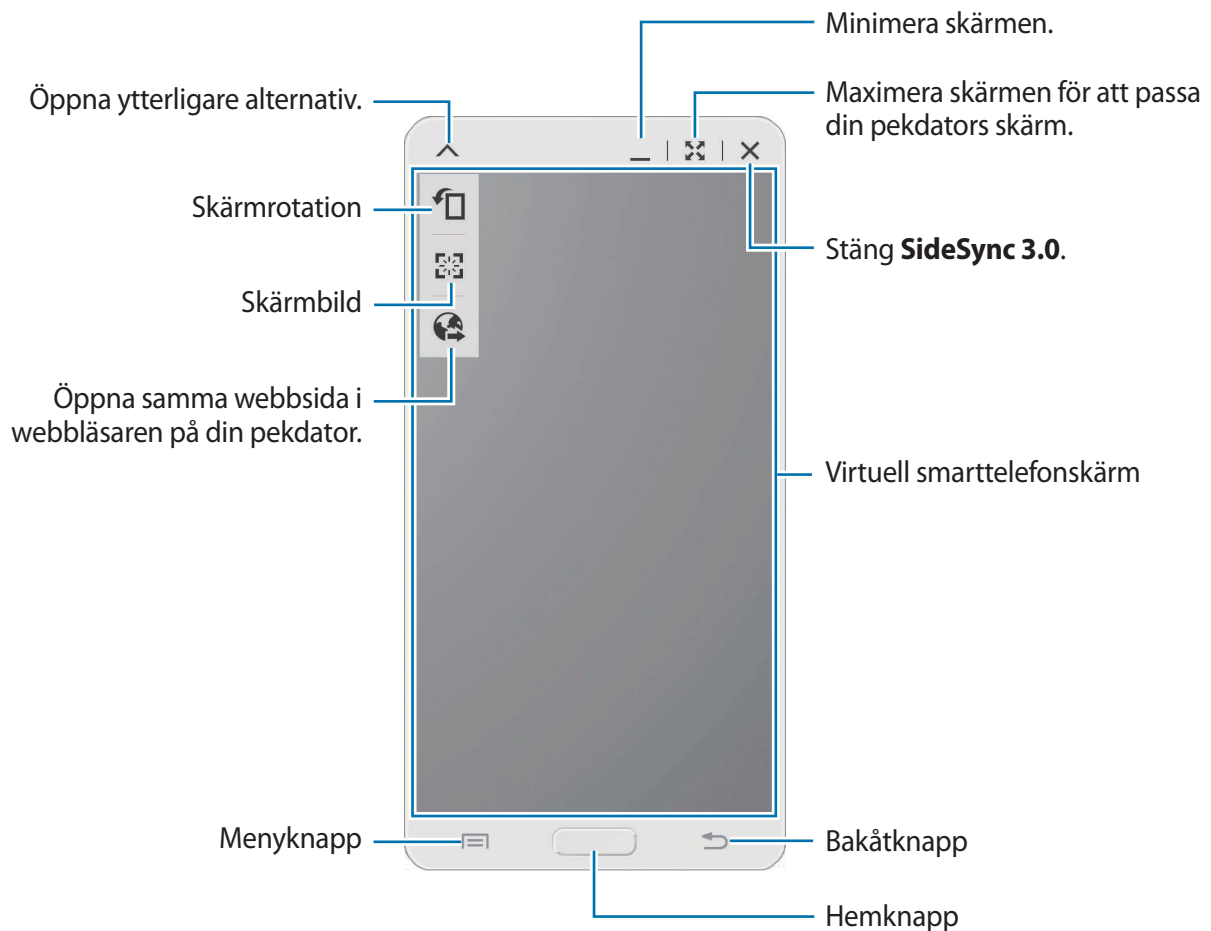 Minimera skärmen.
Öppna ytterligare alternativ.
Maximera skärmen för att passa
din pekdators skärm.
Skärmrotation
Stäng SideSync 3.0.
Skärmbild
Öppna samma webbsida i
webbläsaren på din pekdator.
Virtuell smarttelefonskärm
Menyknapp
Bakåtknapp
Hemknapp